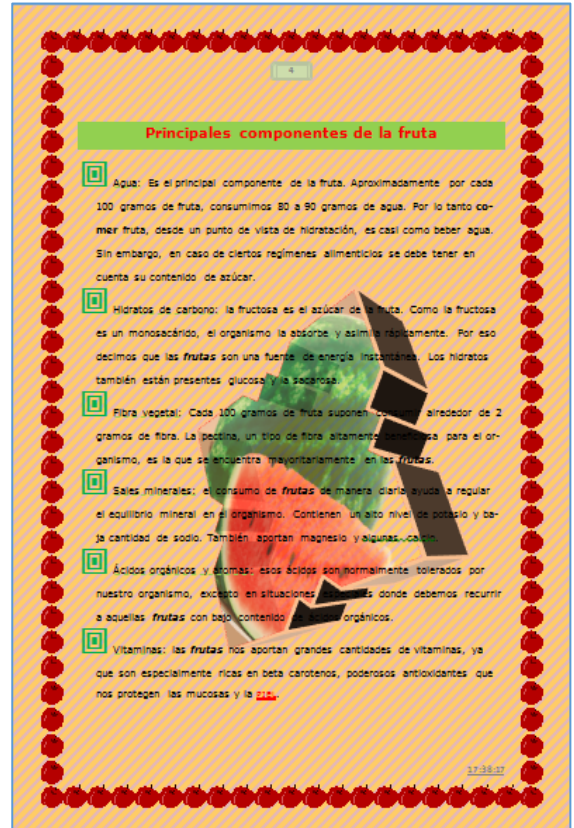 4
Principales componentes de la fruta
Agua: Es el principal componente de la fruta. Aproximadamente por cada
100 gramos de fruta, consumimos 80 a 90 gramos de agua. Por lo tanto co-
mer fruta, desde un punto de vista de hidratación, es casi como beber agua.
Sin embargo, en caso de ciertos regímenes alimenticios se debe tener en
cuenta su contenido de azúcar.
Hidratos de carbono: la fructosa es el azúcar de la fruta. Como la fructosa
es un monosacárido, el organismo la absorbe y asimila rápidamente. Por eso
decimos que las frutas son una fuente de energía instantánea. Los hidratos
también están presentes glucosa y la sacarosa.
Fibra vegetal: Cada 100 gramos de fruta suponen consumir alrededor de 2
gramos de fibra. La pectina, un tipo de fibra altamente beneficiosa para el or-
ganismo, es la que se encuentra mayoritariamente en las frutas.
Sales minerales: el consumo de frutas de manera diaria ayuda a regular
el equilibrio mineral en el organismo. Contienen un alto nivel de potasio y ba-
ja cantidad de sodio. También aportan magnesio y algunas, calcio.
Ácidos orgánicos y aromas: esos ácidos son normalmente tolerados por
nuestro organismo, excepto en situaciones especiales donde debemos recurrir
a aquellas frutas con bajo contenido de ácidos orgánicos.
Vitaminas: las frutas nos aportan grandes cantidades de vitaminas, ya
que son especialmente ricas en beta carotenos, poderosos antioxidantes que
nos protegen las mucosas y la piel.
17:38:17